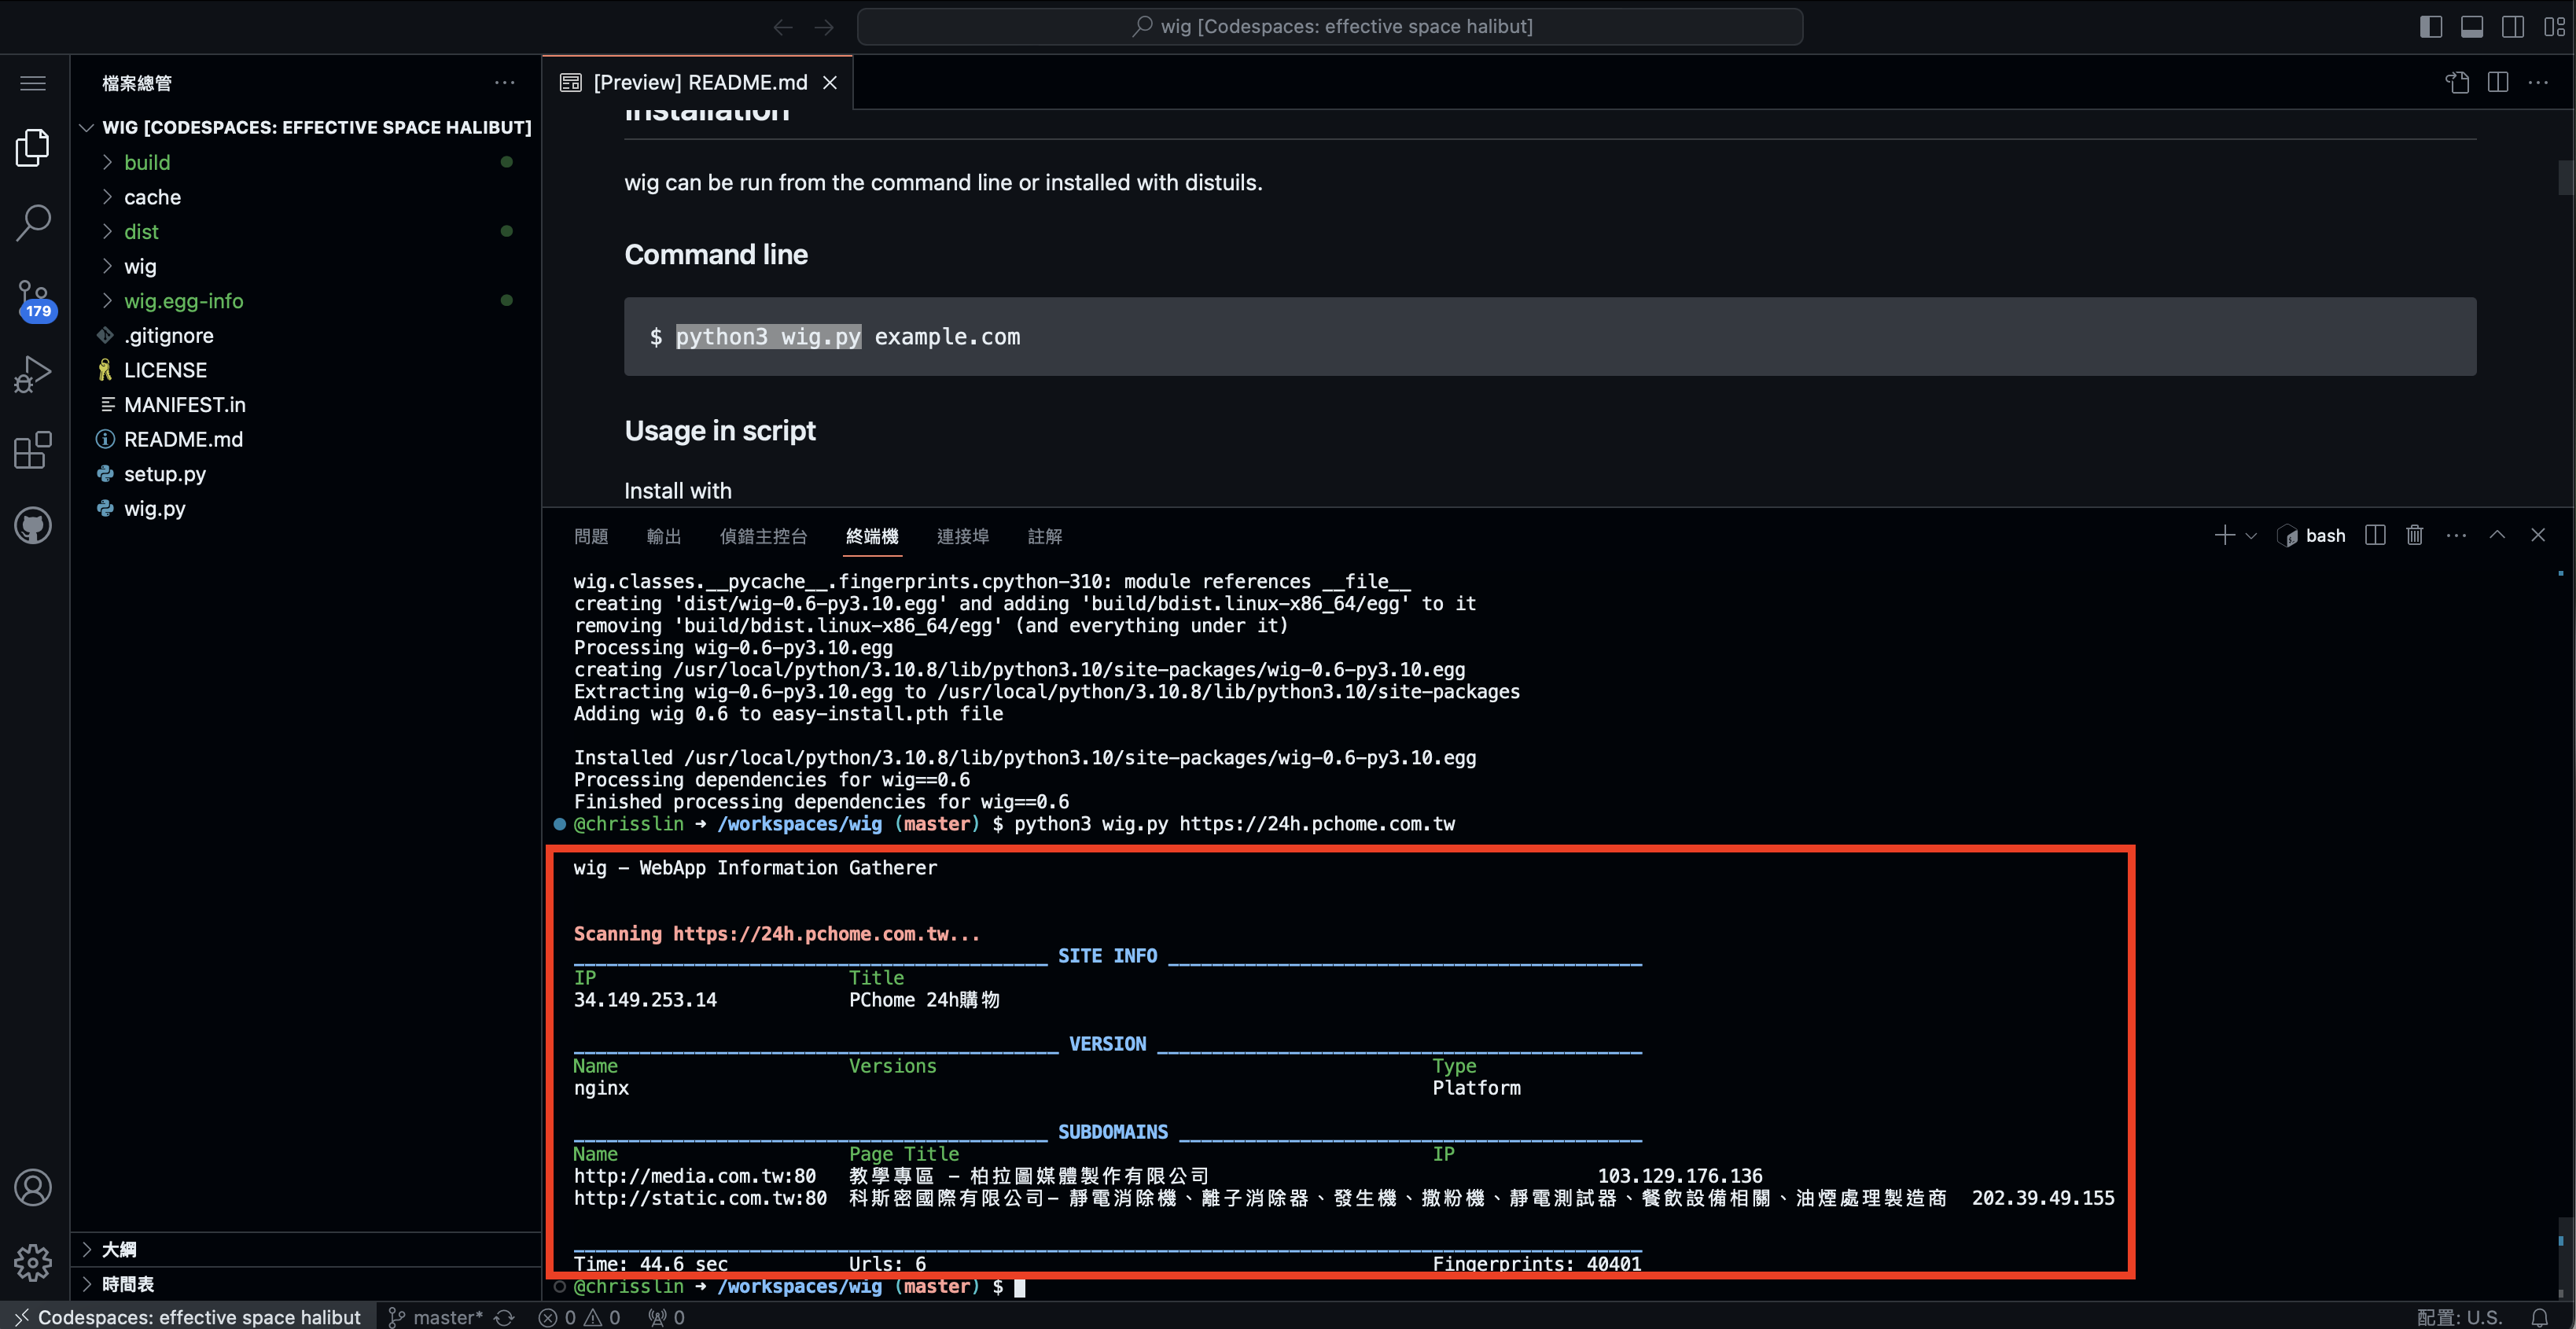 wig [Codespaces: effective space halibut]
檔案總管
WIG [CODESPACES: EFFECTIVE SPACE HALIBUT]
build
cache
dist
wig
wig.egg-info
.gitignore
LICENSE
MANIFEST.in
README.md
setup.py
wig.py
179
大綱
時間表
[Preview] README.md
Installation
wig can be run from the command line or installed with distuils.
Command line
$ python3 wig.py example.com
Usage in script
Install with
問題 輸出 偵錯主控台 終端機 連接埠 註解
bash
wig.classes.__pycache__.fingerprints.cpython-310: module references __file__
creating 'dist/wig-0.6-py3.10.egg' and adding 'build/bdist.linux-x86_64/egg' to it
removing 'build/bdist.linux-x86_64/egg' (and everything under it)
Processing wig-0.6-py3.10.egg
creating /usr/local/python/3.10.8/lib/python3.10/site-packages/wig-0.6-py3.10.egg
Extracting wig-0.6-py3.10.egg to /usr/local/python/3.10.8/lib/python3.10/site-packages
Adding wig 0.6 to easy-install.pth file
Installed /usr/local/python/3.10.8/lib/python3.10/site-packages/wig-0.6-py3.10.egg
Processing dependencies for wig==0.6
Finished processing dependencies for wig==0.6
@chrisslin → /workspaces/wig (master) $ python3 wig.py https://24h.pchome.com.tw
wig - WebApp Information Gatherer
Scanning https://24h.pchome.com.tw...
SITE INFO
IP Title
34.149.253.14 PChome 24h購物
VERSION
Name Versions Type
nginx Platform
SUBDOMAINS
Name Page Title IP
http://media.com.tw:80 教學專區 - 柏拉圖媒體製作有限公司 103.129.176.136
http://static.com.tw:80 科斯密國際有限公司- 靜電消除機、離子消除器、發生機、撒粉機、靜電測試器、餐飲設備相關、油煙處理製造商 202.39.49.155
Time: 44.6 sec Urls: 6 Fingerprints: 40401
@chrisslin → /workspaces/wig (master) $
Codespaces: effective space halibut master* 0 0 0 配置: U.S.